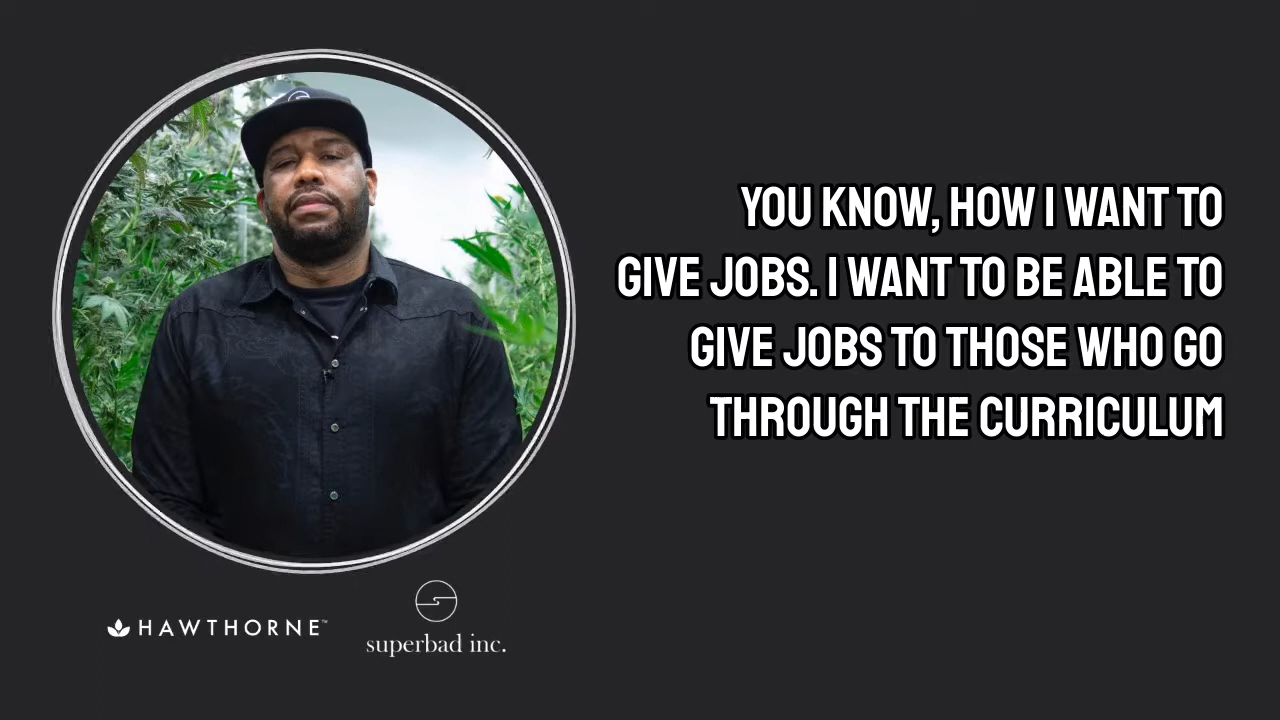 YOU KNOW, HOW I WANT TO
GIVE JOBS. I WANT TO BE ABLE TO
GIVE JOBS TO THOSE WHO GO
THROUGH THE CURRICULUM
HAWTHORNE™
superbad inc.